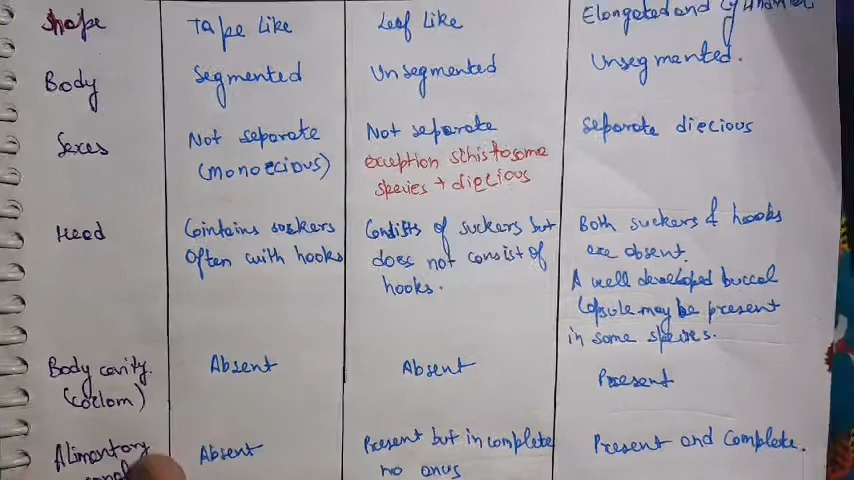 Shape
Tape Like
Leaf Like
Elongated and
Body
Segmented
Unsegmented
Unsegmented.
Sexes
Not separate
(monoecious)
Not separate
exception schistosome
species + diecious
separate diecious
Head
Contains suckers
Often with hooks
Consists of suckers but
does not consist of
hooks.
Both suckers & hooks
are absent.
A well developed buccal
Capsule may be present
in some species.
Body cavity.
(coelom)
Absent
Absent
Present
Alimentary
Absent
Present but in complete
no anus
Present and Complete.